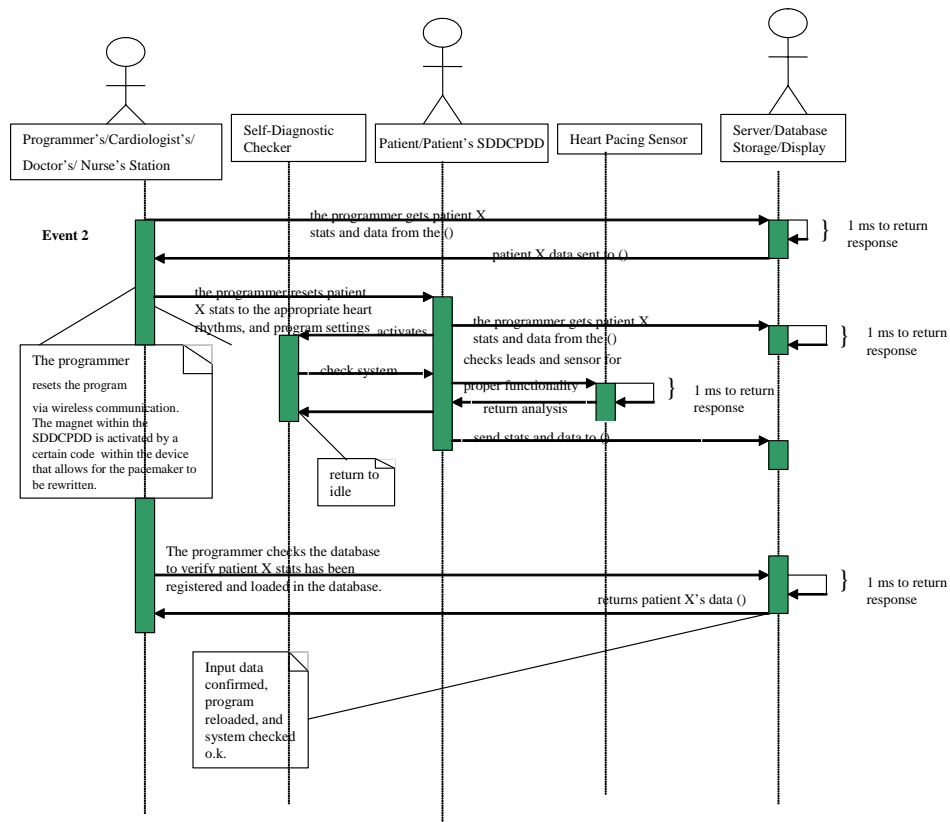 Programmer's/Cardiologist's/
Doctor's/ Nurse's Station
Self-Diagnostic
Checker
Patient/Patient's SDDCPDD
Heart Pacing Sensor
Server/Database
Storage/Display
Event 2
the programmer gets patient X
stats and data from the ()
1 ms to return
response
patient X data sent to ()
the programmer resets patient
X stats to the appropriate heart
rhythms, and program settings
activates
the programmer gets patient X
stats and data from the ()
1 ms to return
response
The programmer
resets the program
via wireless communication.
The magnet within the
SDDCPDD is activated by a
certain code within the device
that allows for the pacemaker to
be rewritten.
check system
checks leads and sensor for
proper functionality
return analysis
1 ms to return
response
send stats and data to ()
return to
idle
The programmer checks the database
to verify patient X stats has been
registered and loaded in the database.
1 ms to return
response
returns patient X's data ()
Input data
confirmed,
program
reloaded, and
system checked
o.k.